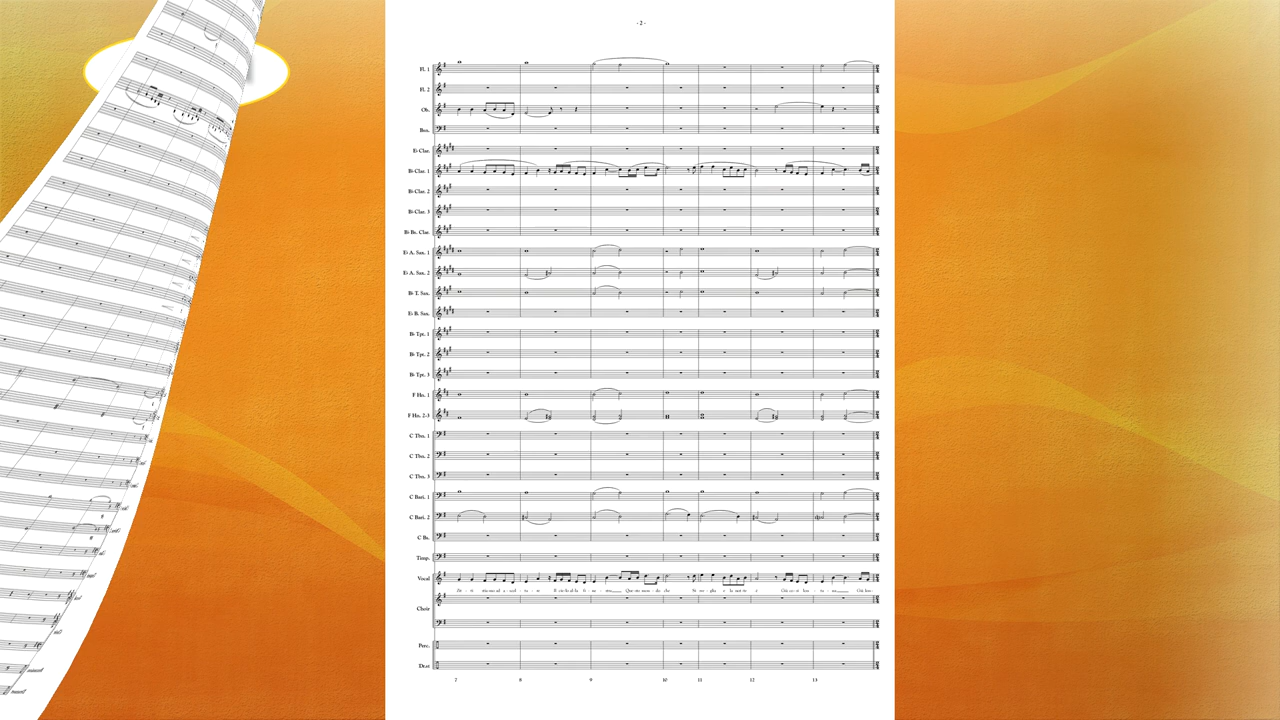 - 2 -
Fl. 1
Fl. 2
Ob.
Bsn.
E♭ Clar.
B♭ Clar. 1
B♭ Clar. 2
B♭ Clar. 3
B♭ Bs. Clar.
E♭ A. Sax. 1
E♭ A. Sax. 2
B♭ T. Sax.
E♭ B. Sax.
B♭ Tpt. 1
B♭ Tpt. 2
B♭ Tpt. 3
F Hn. 1
F Hn. 2-3
C Tbn. 1
C Tbn. 2
C Tbn. 3
C Bari. 1
C Bari. 2
C Bs.
Timp.
Vocal
Choir
Perc.
Dr.st
7 8 9 10 11 12 13